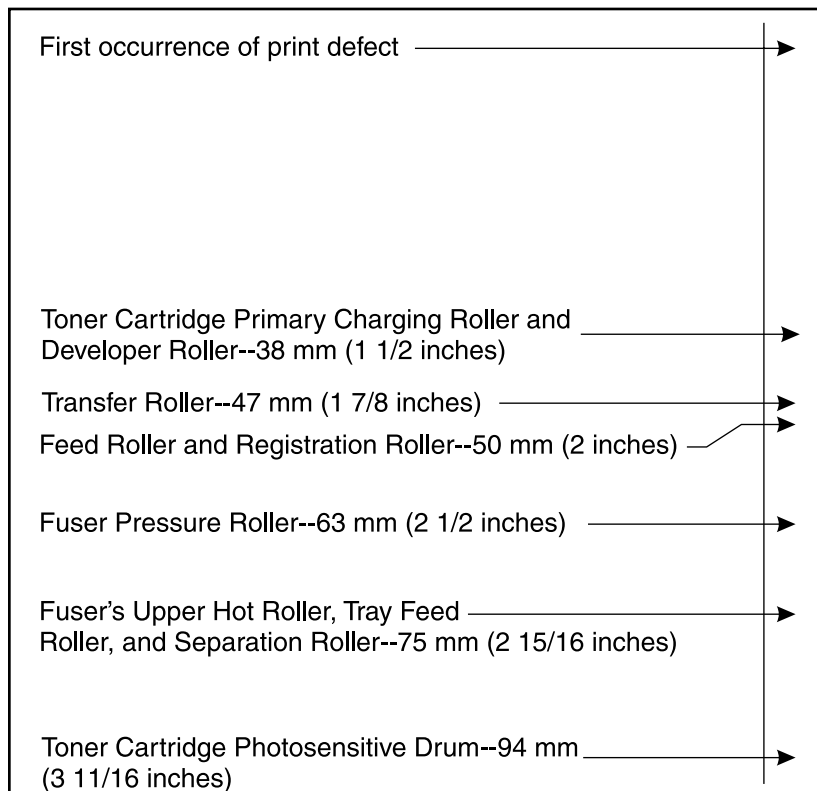 First occurrence of print defect
Toner Cartridge Primary Charging Roller and
Developer Roller--38 mm (1 1/2 inches)
Transfer Roller--47 mm (1 7/8 inches)
Feed Roller and Registration Roller--50 mm (2 inches)
Fuser Pressure Roller--63 mm (2 1/2 inches)
Fuser's Upper Hot Roller, Tray Feed
Roller, and Separation Roller--75 mm (2 15/16 inches)
Toner Cartridge Photosensitive Drum--94 mm
(3 11/16 inches)